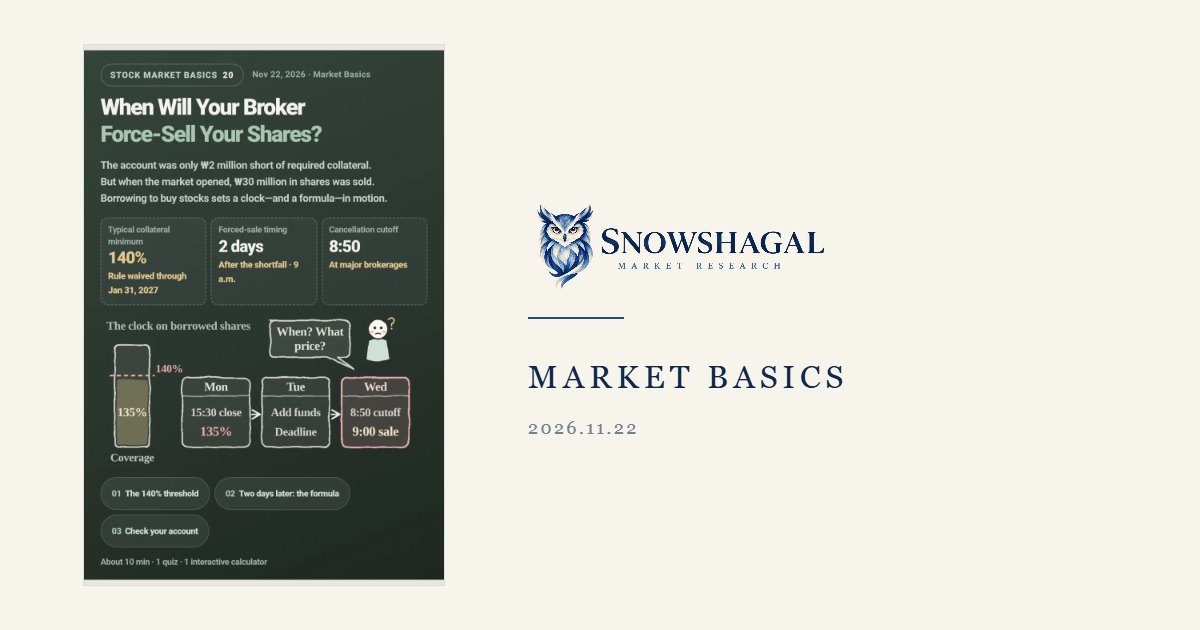 STOCK MARKET BASICS 20
Nov 22, 2026 · Market Basics
When Will Your Broker
Force-Sell Your Shares?
The account was only ₩2 million short of required collateral.
But when the market opened, ₩30 million in shares was sold.
Borrowing to buy stocks sets a clock—and a formula—in motion.
Typical collateral
minimum
140%
Rule waived through
Jan 31, 2027
Forced-sale timing
2 days
After the shortfall · 9
a.m.
Cancellation cutoff
8:50
At major brokerages
The clock on borrowed shares
When? What
price?
?
140%
135%
Coverage
Mon
15:30 close
135%
Tue
Add funds
Deadline
Wed
8:50 cutoff
9:00 sale
01 The 140% threshold
02 Two days later: the formula
03 Check your account
About 10 min · 1 quiz · 1 interactive calculator
SNOWSHAGAL
MARKET RESEARCH
MARKET BASICS
2026.11.22